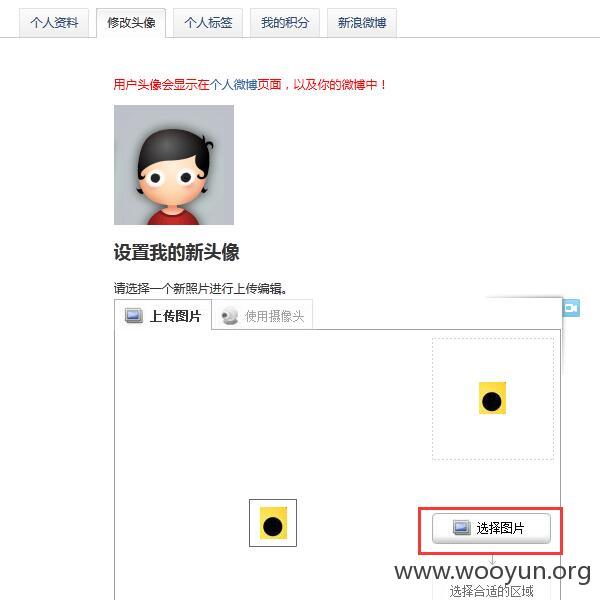 个人资料 修改头像 个人标签 我的积分 新浪微博
用户头像会显示在个人微博页面，以及你的微博中！
设置我的新头像
请选择一个新照片进行上传编辑。
上传图片 使用摄像头
选择图片
www.wooyun.org
选择合适的区域